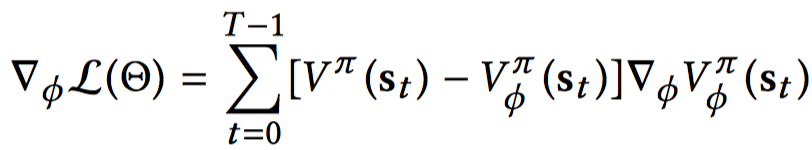 ∇_ϕ ℒ(Θ) = ∑_{t=0}^{T−1} [V^π(𝐬_t) − V_ϕ^π(𝐬_t)]∇_ϕ V_ϕ^π(𝐬_t)